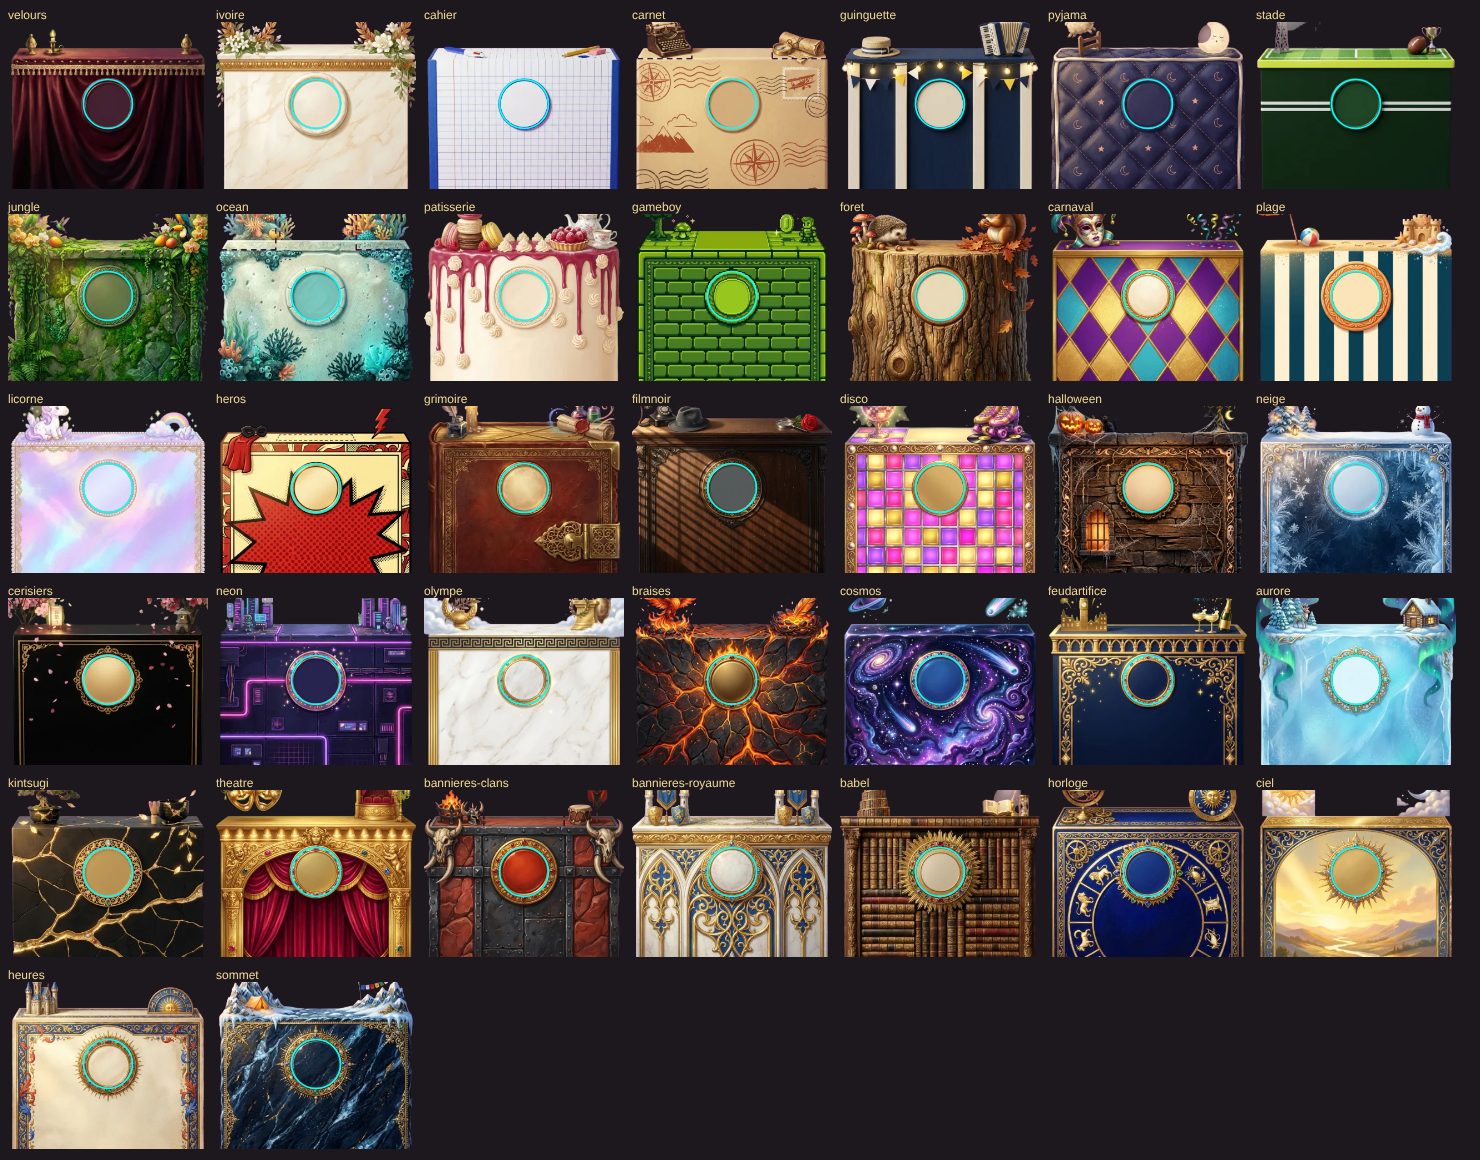 velours
ivoire
cahier
carnet
guinguette
pyjama
stade
jungle
ocean
patisserie
gameboy
foret
carnaval
plage
licorne
heros
grimoire
filmnoir
disco
halloween
neige
cerisiers
neon
olympe
braises
cosmos
feudartifice
aurore
kintsugi
theatre
bannieres-clans
bannieres-royaume
babel
horloge
ciel
heures
sommet